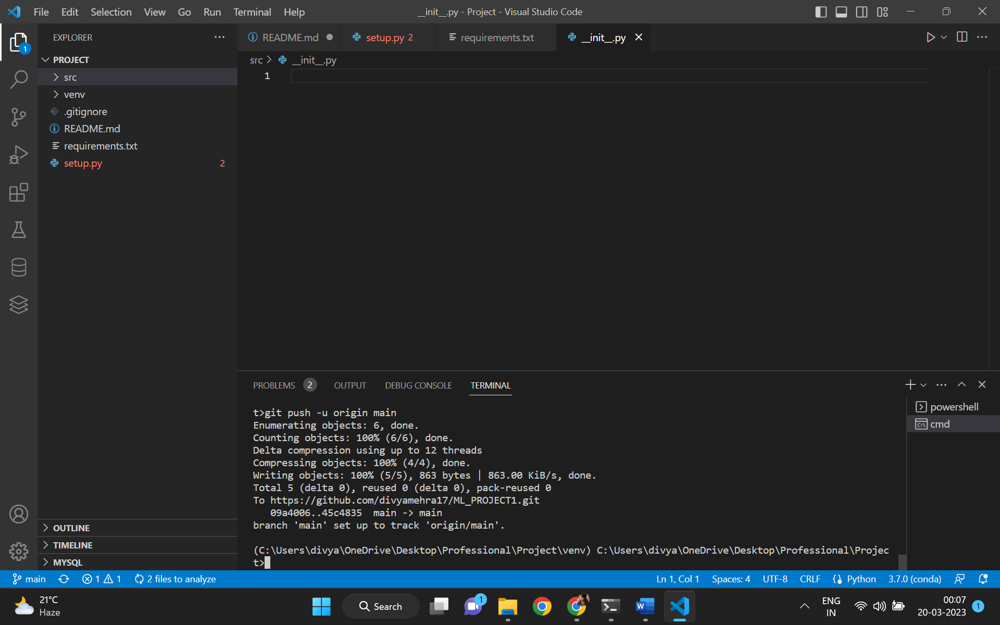 File Edit Selection View Go Run Terminal Help
__init__.py - Project - Visual Studio Code
EXPLORER
README.md
setup.py 2
requirements.txt
__init__.py
1
PROJECT
src
venv
.gitignore
README.md
requirements.txt
setup.py 2
src > __init__.py
1
PROBLEMS 2 OUTPUT DEBUG CONSOLE TERMINAL
powershell
cmd
t>git push -u origin main
Enumerating objects: 6, done.
Counting objects: 100% (6/6), done.
Delta compression using up to 12 threads
Compressing objects: 100% (4/4), done.
Writing objects: 100% (5/5), 863 bytes | 863.00 KiB/s, done.
Total 5 (delta 0), reused 0 (delta 0), pack-reused 0
To https://github.com/divyamehra17/ML_PROJECT1.git
09a4006..45c4835 main -> main
branch 'main' set up to track 'origin/main'.
(C:\Users\divya\OneDrive\Desktop\Professional\Project\venv) C:\Users\divya\OneDrive\Desktop\Professional\Projec
t>
OUTLINE
TIMELINE
MYSQL
main 1 1 2 files to analyze
Ln 1, Col 1 Spaces: 4 UTF-8 CRLF Python 3.7.0 (conda)
21°C
Haze
Search
1
W
ENG
IN
00:07
20-03-2023
1